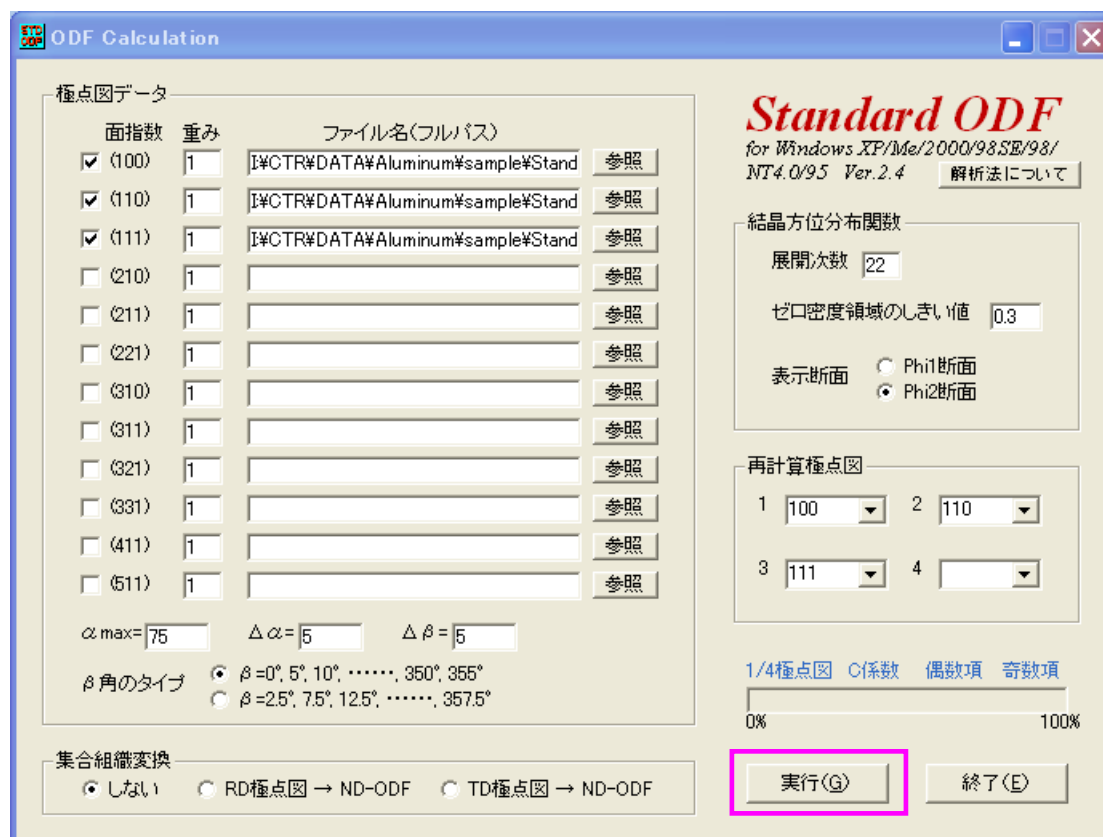 STD ODF ODF Calculation
極点図データ
面指数 重み ファイル名(フルパス)
(100) 1 I¥CTR¥DATA¥Aluminum¥sample¥Stand 参照
(110) 1 I¥CTR¥DATA¥Aluminum¥sample¥Stand 参照
(111) 1 I¥CTR¥DATA¥Aluminum¥sample¥Stand 参照
(210) 1 参照
(211) 1 参照
(221) 1 参照
(310) 1 参照
(311) 1 参照
(321) 1 参照
(331) 1 参照
(411) 1 参照
(511) 1 参照
αmax= 75 Δα= 5 Δβ= 5
β角のタイプ β=0°, 5°, 10°, ‥‥‥, 350°, 355°
β=2.5°, 7.5°, 12.5°, ‥‥‥, 357.5°
集合組織変換
しない RD極点図 → ND-ODF TD極点図 → ND-ODF
Standard ODF
for Windows XP/Me/2000/98SE/98/
NT4.0/95 Ver.2.4 解析法について
結晶方位分布関数
展開次数 22
ゼロ密度領域のしきい値 0.3
表示断面 Phi1断面
Phi2断面
再計算極点図
1 100 2 110
3 111 4
1/4極点図 C係数 偶数項 奇数項
0% 100%
実行(G) 終了(E)